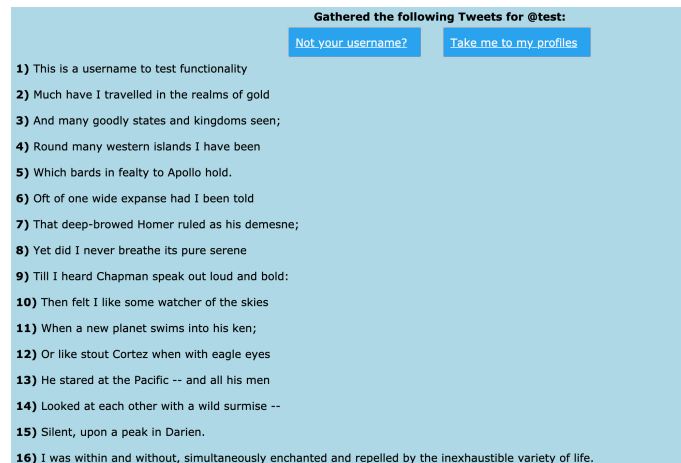 Gathered the following Tweets for @test:
Not your username? Take me to my profiles
1) This is a username to test functionality
2) Much have I travelled in the realms of gold
3) And many goodly states and kingdoms seen;
4) Round many western islands I have been
5) Which bards in fealty to Apollo hold.
6) Oft of one wide expanse had I been told
7) That deep-browed Homer ruled as his demesne;
8) Yet did I never breathe its pure serene
9) Till I heard Chapman speak out loud and bold:
10) Then felt I like some watcher of the skies
11) When a new planet swims into his ken;
12) Or like stout Cortez when with eagle eyes
13) He stared at the Pacific -- and all his men
14) Looked at each other with a wild surmise --
15) Silent, upon a peak in Darien.
16) I was within and without, simultaneously enchanted and repelled by the inexhaustible variety of life.